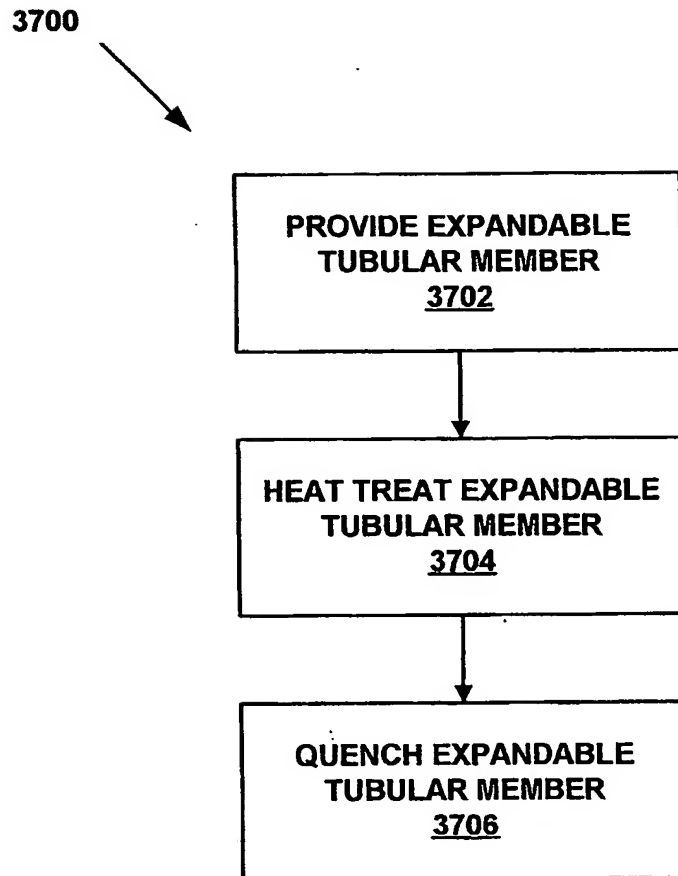 3700
PROVIDE EXPANDABLE
TUBULAR MEMBER
3702
HEAT TREAT EXPANDABLE
TUBULAR MEMBER
3704
QUENCH EXPANDABLE
TUBULAR MEMBER
3706